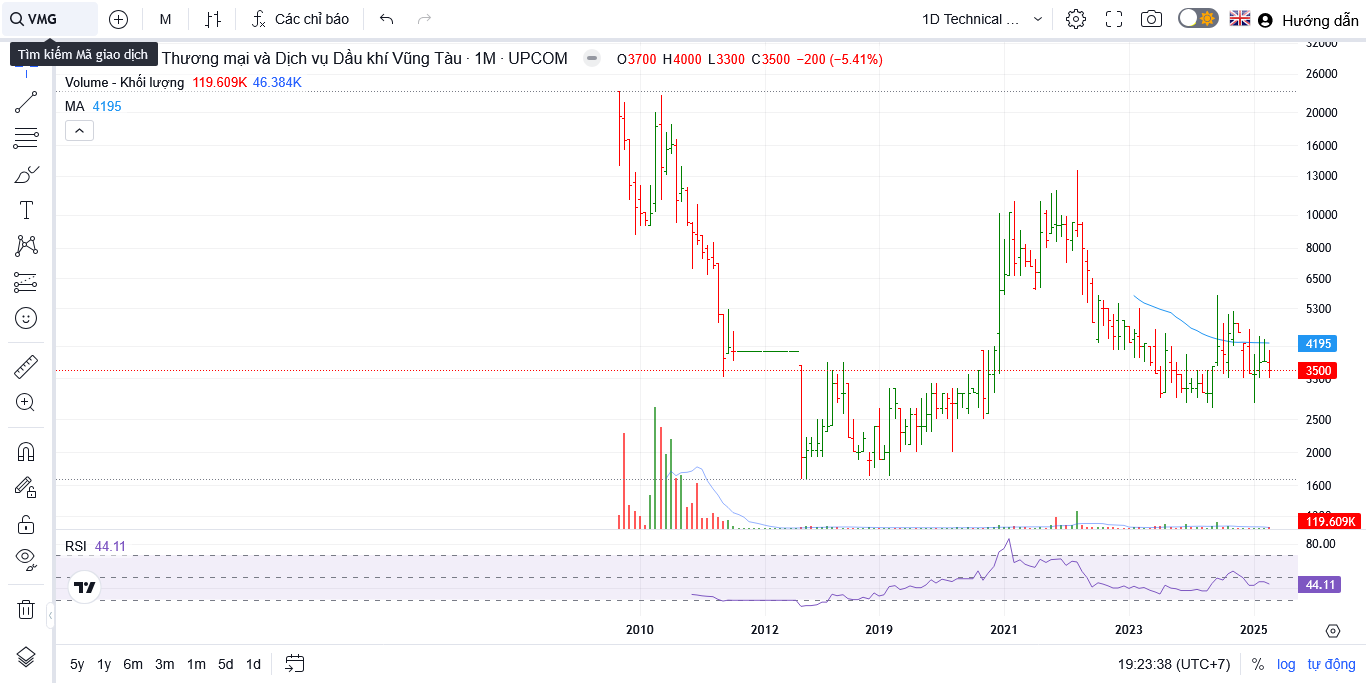 VMG
M
Các chỉ báo
1D Technical ...
Hướng dẫn
Tìm kiếm Mã giao dịch
Thương mại và Dịch vụ Dầu khí Vũng Tàu · 1M · UPCOM
O3700 H4000 L3300 C3500 −200 (−5.41%)
Volume - Khối lượng 119.609K 46.384K
MA 4195
32000
26000
20000
16000
13000
10000
8000
6500
5300
4195
3500
3300
2500
2000
1600
119.609K
RSI 44.11
80.00
44.11
2010 2012 2019 2021 2023 2025
5y 1y 6m 3m 1m 5d 1d
19:23:38 (UTC+7) % log tự động